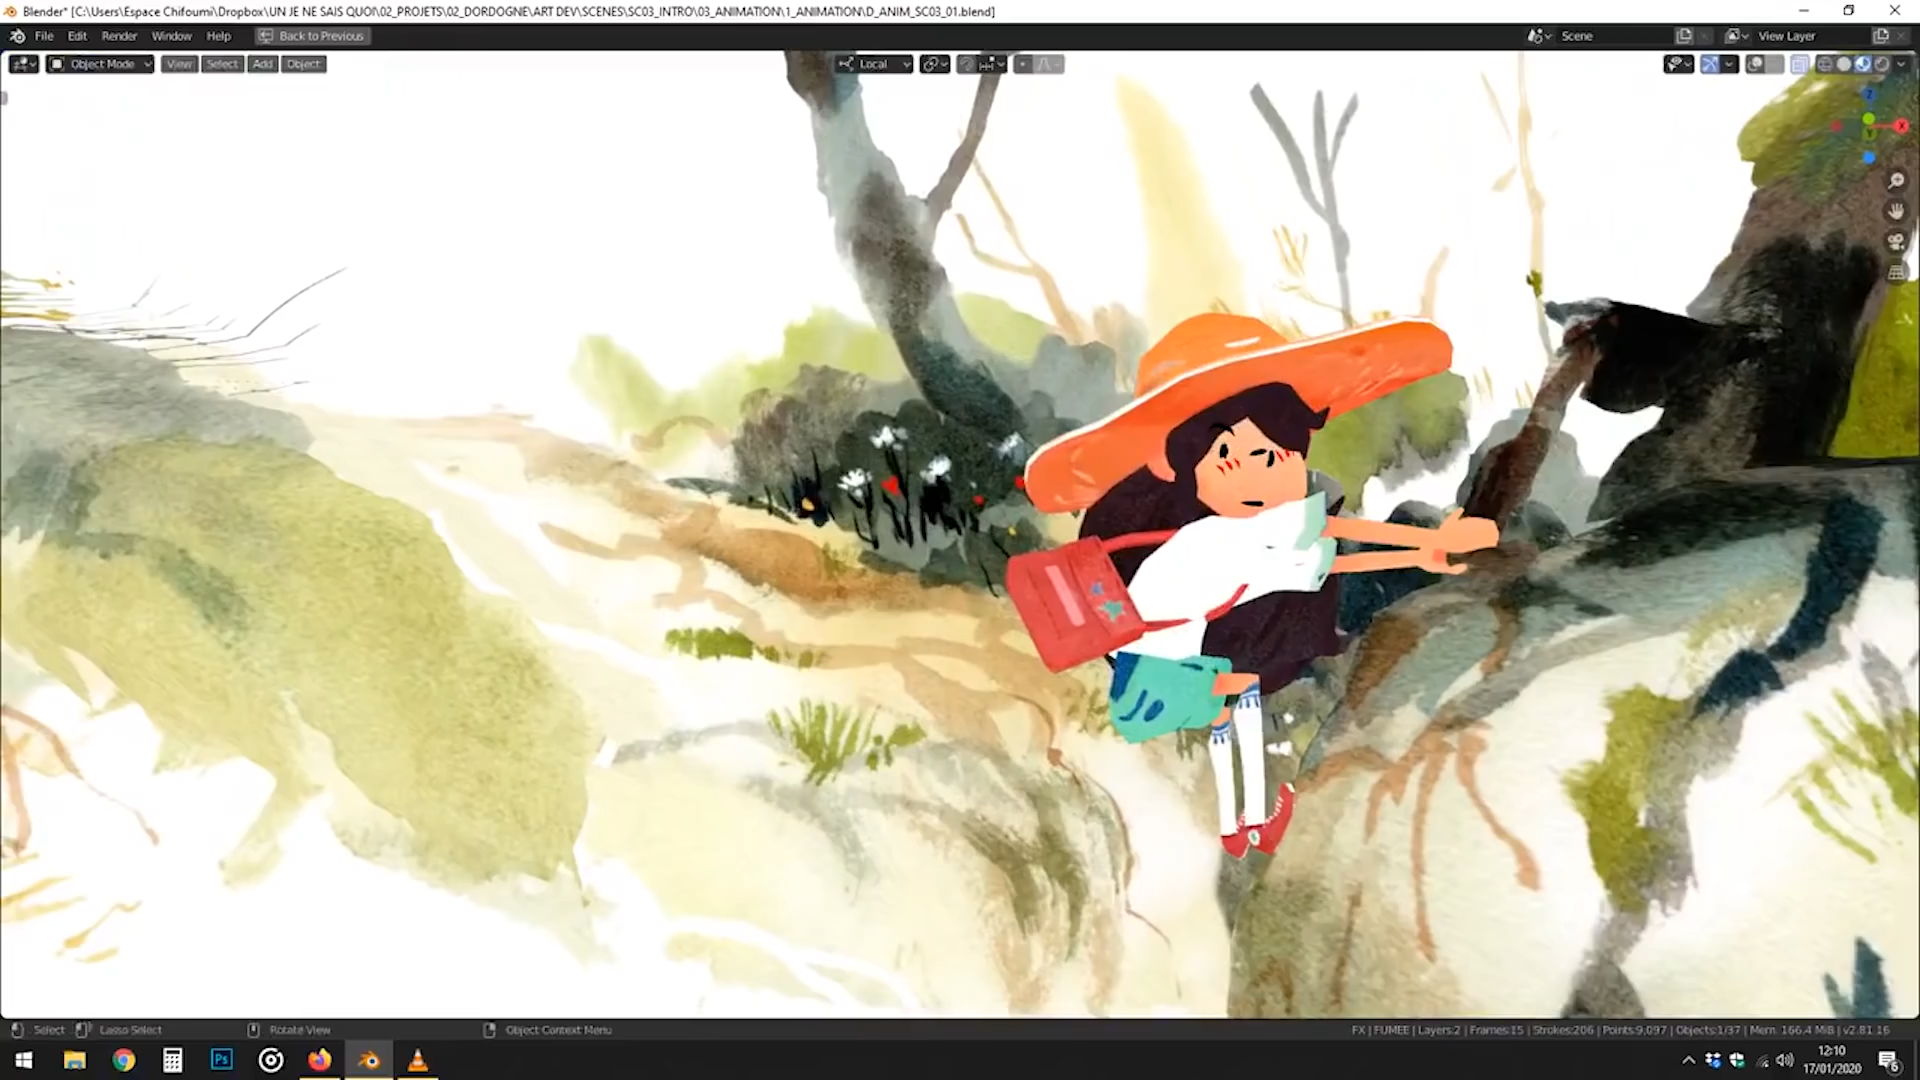 Blender* [C:\Users\Espace Chifoumi\Dropbox\UN JE NE SAIS QUOI\02_PROJETS\02_DORDOGNE\ART DEV\SCENES\SC03_INTRO\03_ANIMATION\1_ANIMATION\D_ANIM_SC03_01.blend]
File Edit Render Window Help Back to Previous Scene View Layer
Object Mode View Select Add Object Local
Z
X
Y
Select Lasso Select Rotate View Object Context Menu FX | FUMEE | Layers:2 | Frames:15 | Strokes:206 | Points:9,097 | Objects:1/37 | Mem: 166.4 MiB | v2.81.16
Ps 12:10
17/01/2020 6